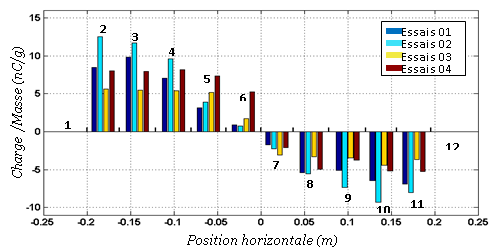 Charge /Masse (nC/g)
15
10
5
0
-5
-10
1
2
3
4
5
6
7
8
9
10
11
12
Essais 01
Essais 02
Essais 03
Essais 04
-0.25 -0.2 -0.15 -0.1 -0.05 0 0.05 0.1 0.15 0.2 0.25
Position horizontale (m)